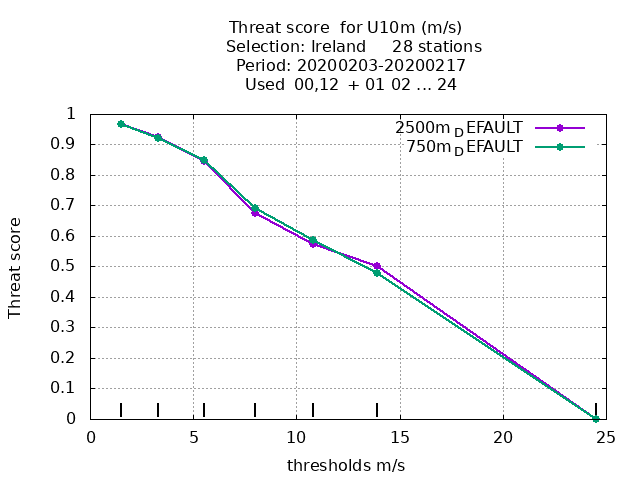 Threat score for U10m (m/s)
Selection: Ireland 28 stations
Period: 20200203-20200217
Used 00,12 + 01 02 ... 24
2500m_DEFAULT
750m_DEFAULT
1
0.9
0.8
0.7
0.6
0.5
0.4
0.3
0.2
0.1
0
Threat score
0 5 10 15 20 25
thresholds m/s